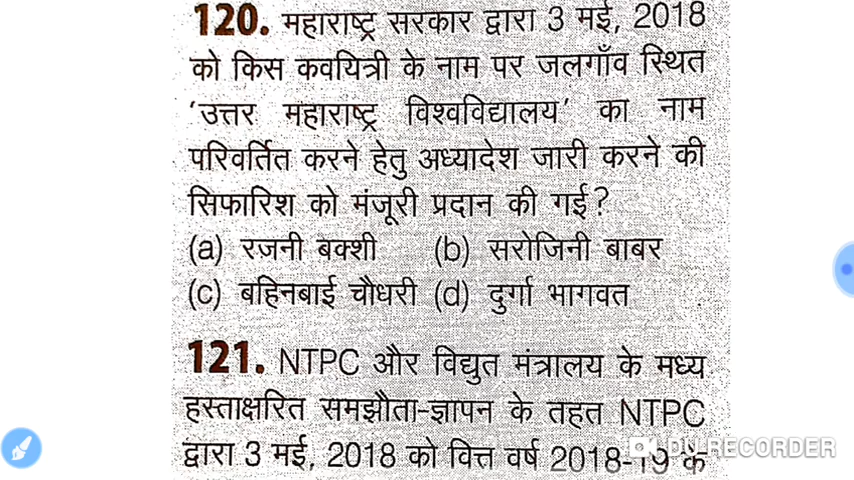 120. महाराष्ट्र सरकार द्वारा 3 मई, 2018
को किस कवयित्री के नाम पर जलगाँव स्थित
‘उत्तर महाराष्ट्र विश्वविद्यालय’ का नाम
परिवर्तित करने हेतु अध्यादेश जारी करने की
सिफारिश को मंजूरी प्रदान की गई?
(a) रजनी बक्शी (b) सरोजिनी बाबर
(c) बहिनबाई चौधरी (d) दुर्गा भागवत
121. NTPC और विद्युत मंत्रालय के मध्य
हस्ताक्षरित समझौता-ज्ञापन के तहत NTPC
द्वारा 3 मई, 2018 को वित्त वर्ष 2018-19 के
DU RECORDER